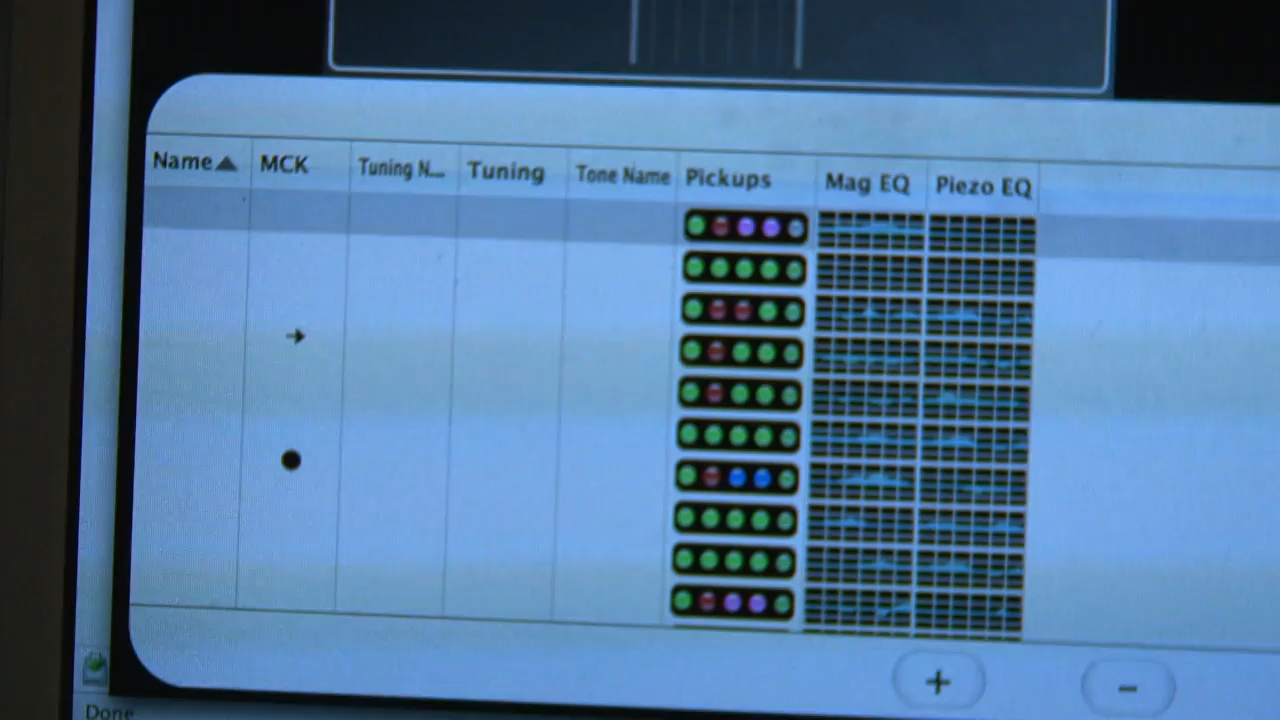 Name MCK Tuning N... Tuning Tone Name Pickups Mag EQ Piezo EQ
+ -
Done